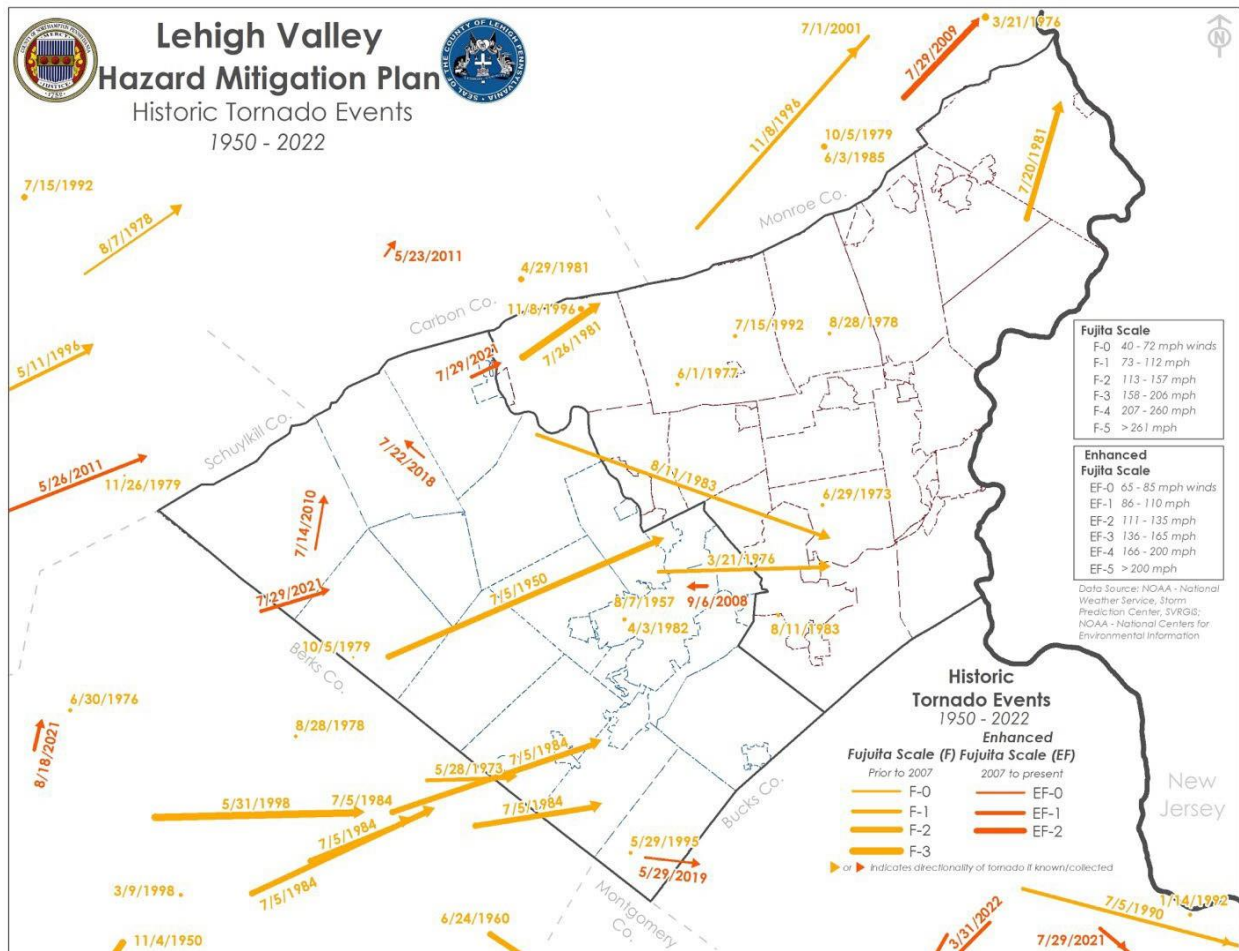 Lehigh Valley
Hazard Mitigation Plan
Historic Tornado Events
1950 - 2022
7/1/2001
11/8/1996
7/29/2009
3/21/1976
10/5/1979
6/3/1985
7/20/1981
7/15/1992
8/7/1978
5/23/2011
4/29/1981
Monroe Co.
Carbon Co.
11/8/1996
7/26/1981
7/29/2021
5/11/1996
7/15/1992
8/28/1978
6/1/1977
Schuylkill Co.
7/22/2018
8/11/1983
5/26/2011
11/26/1979
7/14/2010
6/29/1973
3/21/1976
7/5/1950
7/29/2021
8/7/1957
9/6/2008
4/3/1982
8/11/1983
10/5/1979
Berks Co.
6/30/1976
8/28/1978
8/18/2021
7/5/1984
5/28/1973
5/31/1998
7/5/1984
7/5/1984
7/5/1984
7/5/1984
Bucks Co.
5/29/1995
5/29/2019
3/9/1998
Montgomery
Co.
6/24/1960
11/4/1950
3/31/2022
7/29/2021
7/5/1990
1/14/1992
New
Jersey
N
Fujita Scale
F-0 40 - 72 mph winds
F-1 73 - 112 mph
F-2 113 - 157 mph
F-3 158 - 206 mph
F-4 207 - 260 mph
F-5 > 261 mph
Enhanced
Fujita Scale
EF-0 65 - 85 mph winds
EF-1 86 - 110 mph
EF-2 111 - 135 mph
EF-3 136 - 165 mph
EF-4 166 - 200 mph
EF-5 > 200 mph
Data Source: NOAA - National
Weather Service, Storm
Prediction Center, SVRGIS;
NOAA - National Centers for
Environmental Information
Historic
Tornado Events
1950 - 2022
Enhanced
Fujuita Scale (F) Fujuita Scale (EF)
Prior to 2007 2007 to present
F-0 EF-0
F-1 EF-1
F-2 EF-2
F-3
or indicates directionality of tornado if known/collected